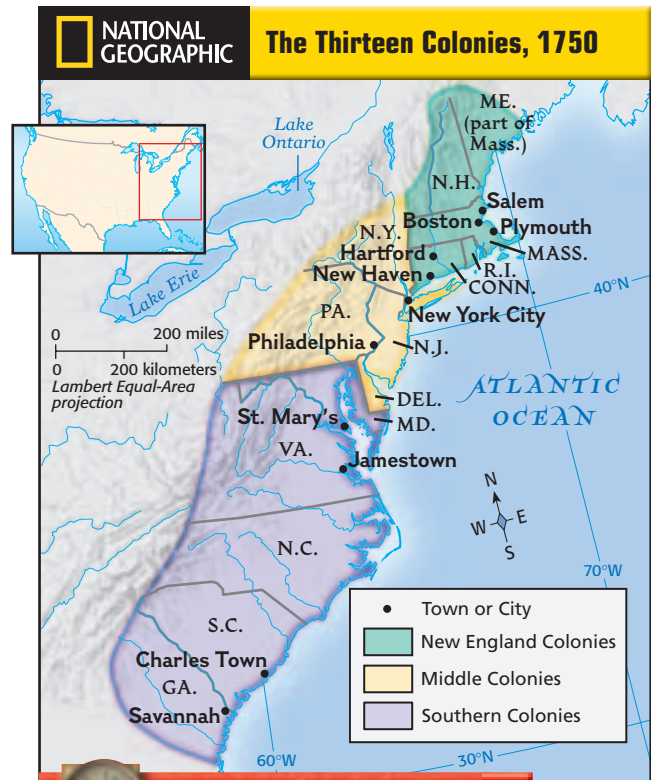 NATIONAL
GEOGRAPHIC
The Thirteen Colonies, 1750
Lake
Ontario
Lake Erie
ME.
(part of
Mass.)
N.H.
Salem
Boston
Plymouth
N.Y.
MASS.
Hartford
R.I.
New Haven
CONN.
40°N
New York City
PA.
Philadelphia
N.J.
0 200 miles
0 200 kilometers
Lambert Equal-Area
projection
DEL.
MD.
ATLANTIC
OCEAN
St. Mary's
VA.
Jamestown
N
W E
S
N.C.
70°W
S.C.
Charles Town
GA.
Savannah
Town or City
New England Colonies
Middle Colonies
Southern Colonies
60°W
30°N